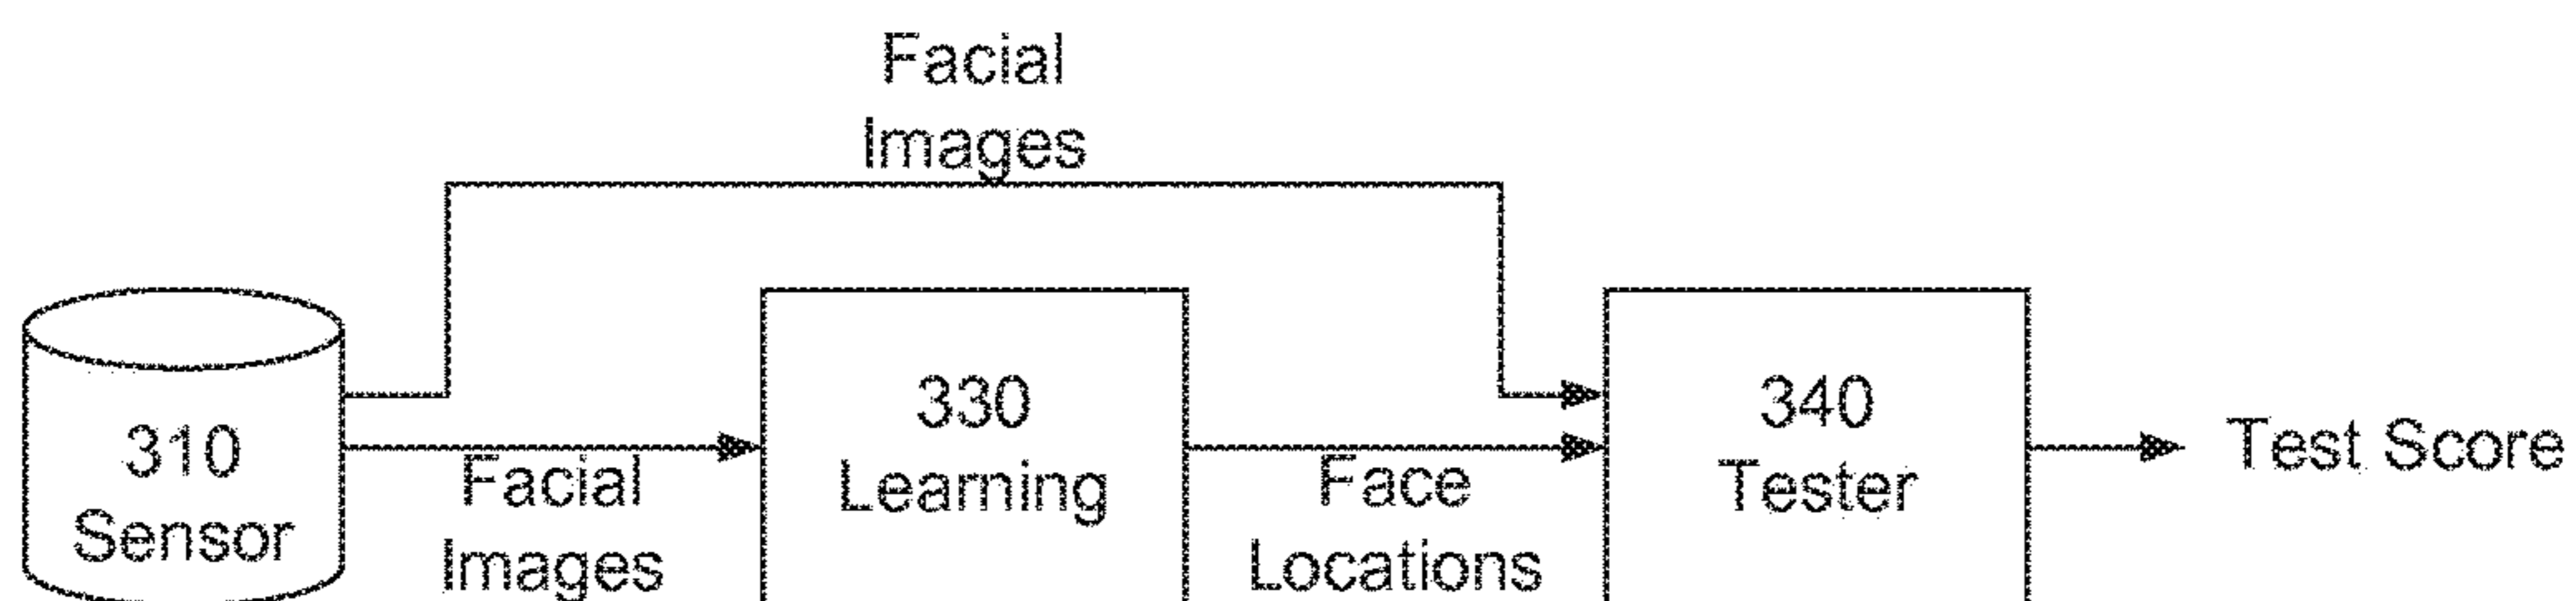 Facial
Images
310
Sensor
Facial
Images
330
Learning
Face
Locations
340
Tester
Test Score